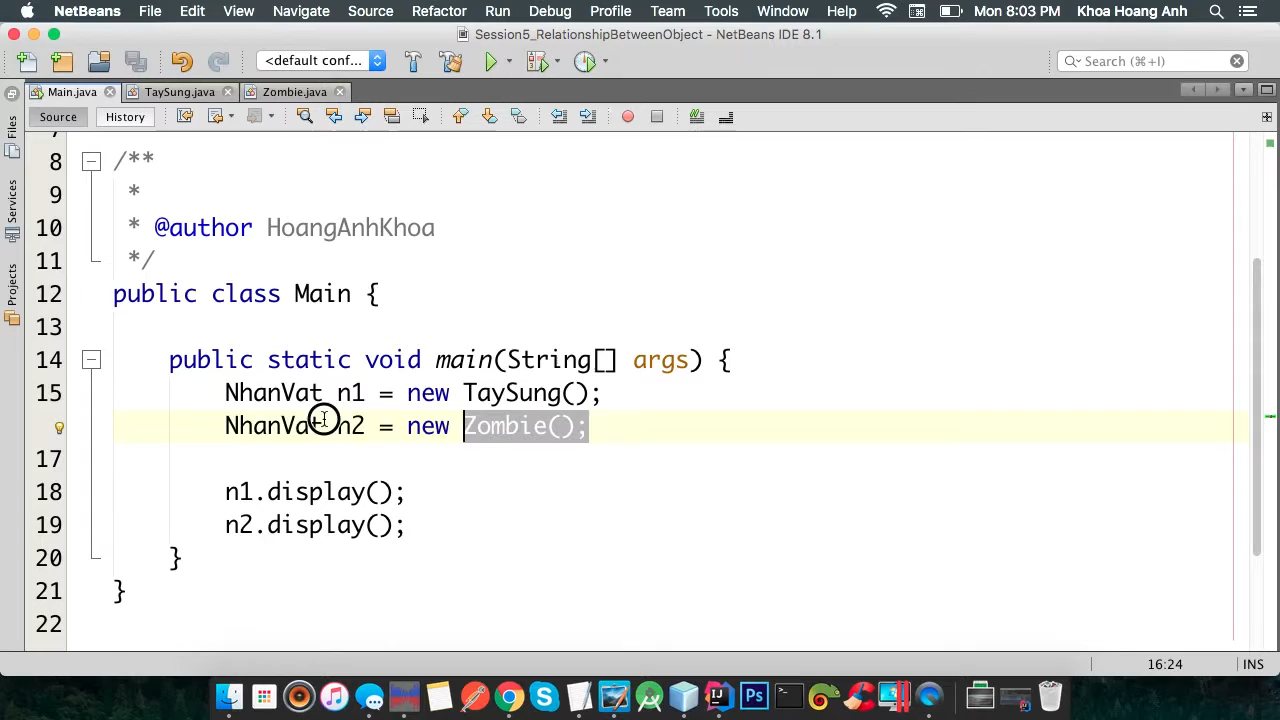 NetBeans File Edit View Navigate Source Refactor Run Debug Profile Team Tools Window Help Mon 8:03 PM Khoa Hoang Anh
Session5_RelationshipBetweenObject - NetBeans IDE 8.1
<default conf... Search (⌘+I)
Main.java TaySung.java Zombie.java
Source History
Files
Services
Projects
7
8 /**
9 *
10 * @author HoangAnhKhoa
11 */
12 public class Main {
13
14 public static void main(String[] args) {
15 NhanVat n1 = new TaySung();
NhanVat n2 = new Zombie();
17
18 n1.display();
19 n2.display();
20 }
21 }
22
16:24 INS